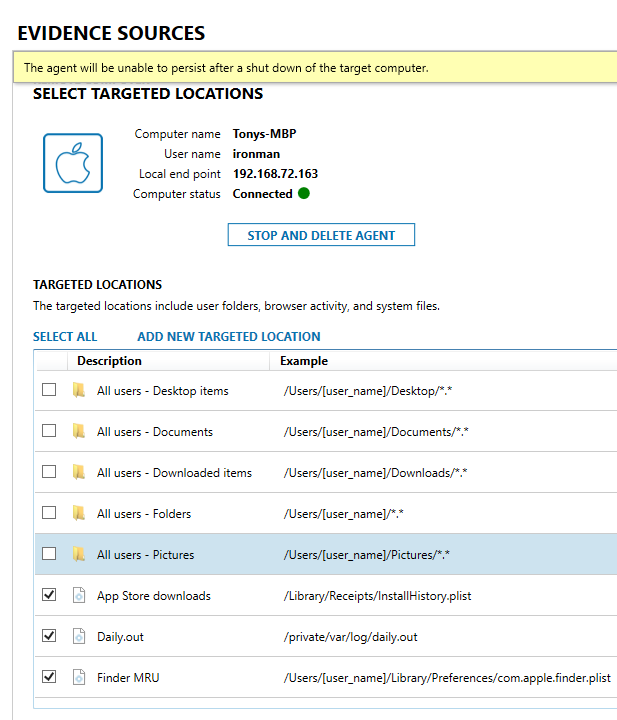 EVIDENCE SOURCES
The agent will be unable to persist after a shut down of the target computer.
SELECT TARGETED LOCATIONS
Computer name Tonys-MBP
User name ironman
Local end point 192.168.72.163
Computer status Connected
STOP AND DELETE AGENT
TARGETED LOCATIONS
The targeted locations include user folders, browser activity, and system files.
SELECT ALL ADD NEW TARGETED LOCATION
Description Example
All users - Desktop items /Users/[user_name]/Desktop/*.*
All users - Documents /Users/[user_name]/Documents/*.*
All users - Downloaded items /Users/[user_name]/Downloads/*.*
All users - Folders /Users/[user_name]/*.*
All users - Pictures /Users/[user_name]/Pictures/*.*
App Store downloads /Library/Receipts/InstallHistory.plist
Daily.out /private/var/log/daily.out
Finder MRU /Users/[user_name]/Library/Preferences/com.apple.finder.plist